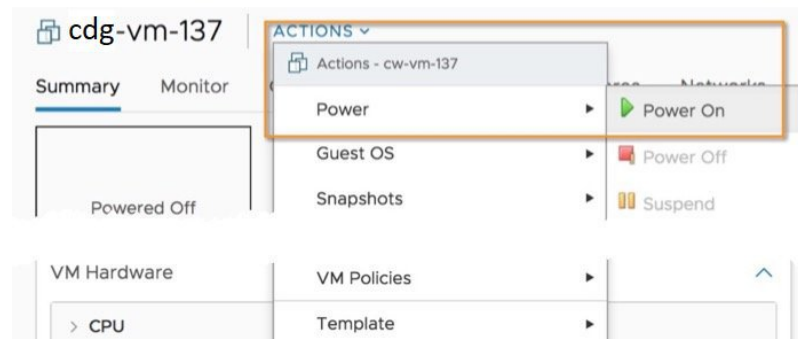 cdg-vm-137 ACTIONS
Actions - cw-vm-137
Summary Monitor Networks
Power Power On
Guest OS Power Off
Snapshots Suspend
Powered Off
VM Hardware VM Policies
CPU Template